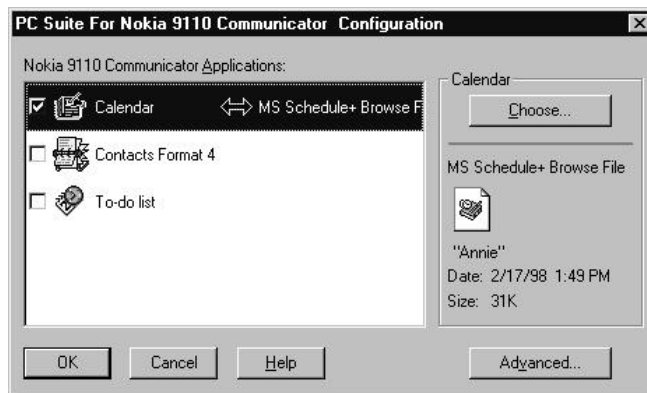 PC Suite For Nokia 9110 Communicator Configuration
Nokia 9110 Communicator Applications:
Calendar MS Schedule+ Browse F
Contacts Format 4
To-do list
Calendar
Choose...
MS Schedule+ Browse File
"Annie"
Date: 2/17/98 1:49 PM
Size: 31K
OK Cancel Help Advanced...